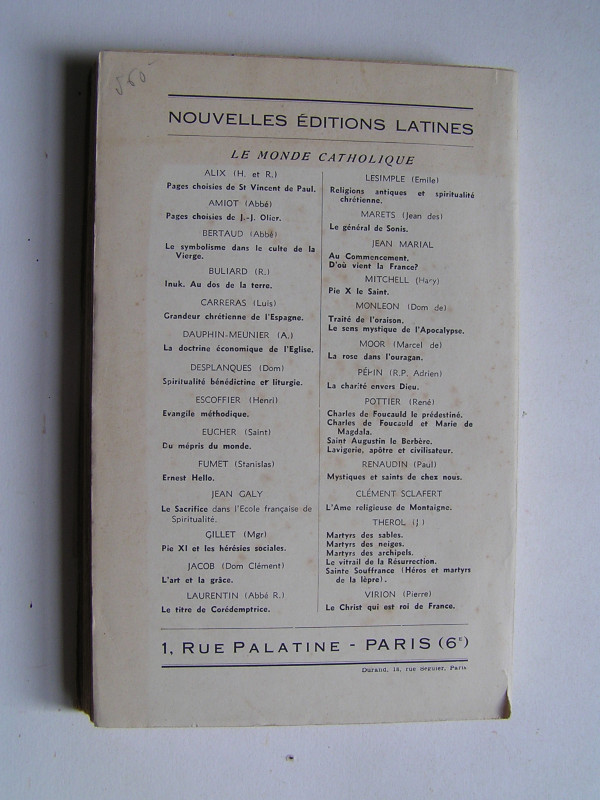 560
NOUVELLES ÉDITIONS LATINES
LE MONDE CATHOLIQUE
ALIX (H. et R.)
Pages choisies de St Vincent de Paul.
AMIOT (Abbé)
Pages choisies de J.-J. Olier.
BERTAUD (Abbé)
Le symbolisme dans le culte de la
Vierge.
BULIARD (R.)
Inuk. Au dos de la terre.
CARRERAS (Luis)
Grandeur chrétienne de l'Espagne.
DAUPHIN-MEUNIER (A.)
La doctrine économique de l'Eglise.
DESPLANQUES (Dom)
Spiritualité bénédictine et liturgie.
ESCOFFIER (Henri)
Evangile méthodique.
EUCHER (Saint)
Du mépris du monde.
FUMET (Stanislas)
Ernest Hello.
JEAN GALY
Le Sacrifice dans l'Ecole française de
Spiritualité.
GILLET (Mgr)
Pie XI et les hérésies sociales.
JACOB (Dom Clément)
L'art et la grâce.
LAURENTIN (Abbé R.)
Le titre de Corédemptrice.
LESIMPLE (Emile)
Religions antiques et spiritualité
chrétienne.
MARETS (Jean des)
Le général de Sonis.
JEAN MARIAL
Au Commencement.
D'où vient la France?
MITCHELL (Hary)
Pie X le Saint.
MONLEON (Dom de)
Traité de l'oraison.
Le sens mystique de l'Apocalypse.
MOOR (Marcel de)
La rose dans l'ouragan.
PÉHIN (R.P. Adrien)
La charité envers Dieu.
POTTIER (René)
Charles de Foucauld le prédestiné.
Charles de Foucauld et Marie de
Magdala.
Saint Augustin le Berbère.
Lavigerie, apôtre et civilisateur.
RENAUDIN (Paul)
Mystiques et saints de chez nous.
CLÉMENT SCLAFERT
L'Ame religieuse de Montaigne.
THEROL (J)
Martyrs des sables.
Martyrs des neiges.
Martyrs des archipels.
Le vitrail de la Résurrection.
Sainte Souffrance (Héros et martyrs
de la lèpre).
VIRION (Pierre)
Le Christ qui est roi de France.
1, RUE PALATINE - PARIS (6e)
Durand, 18, rue Séguier, Paris